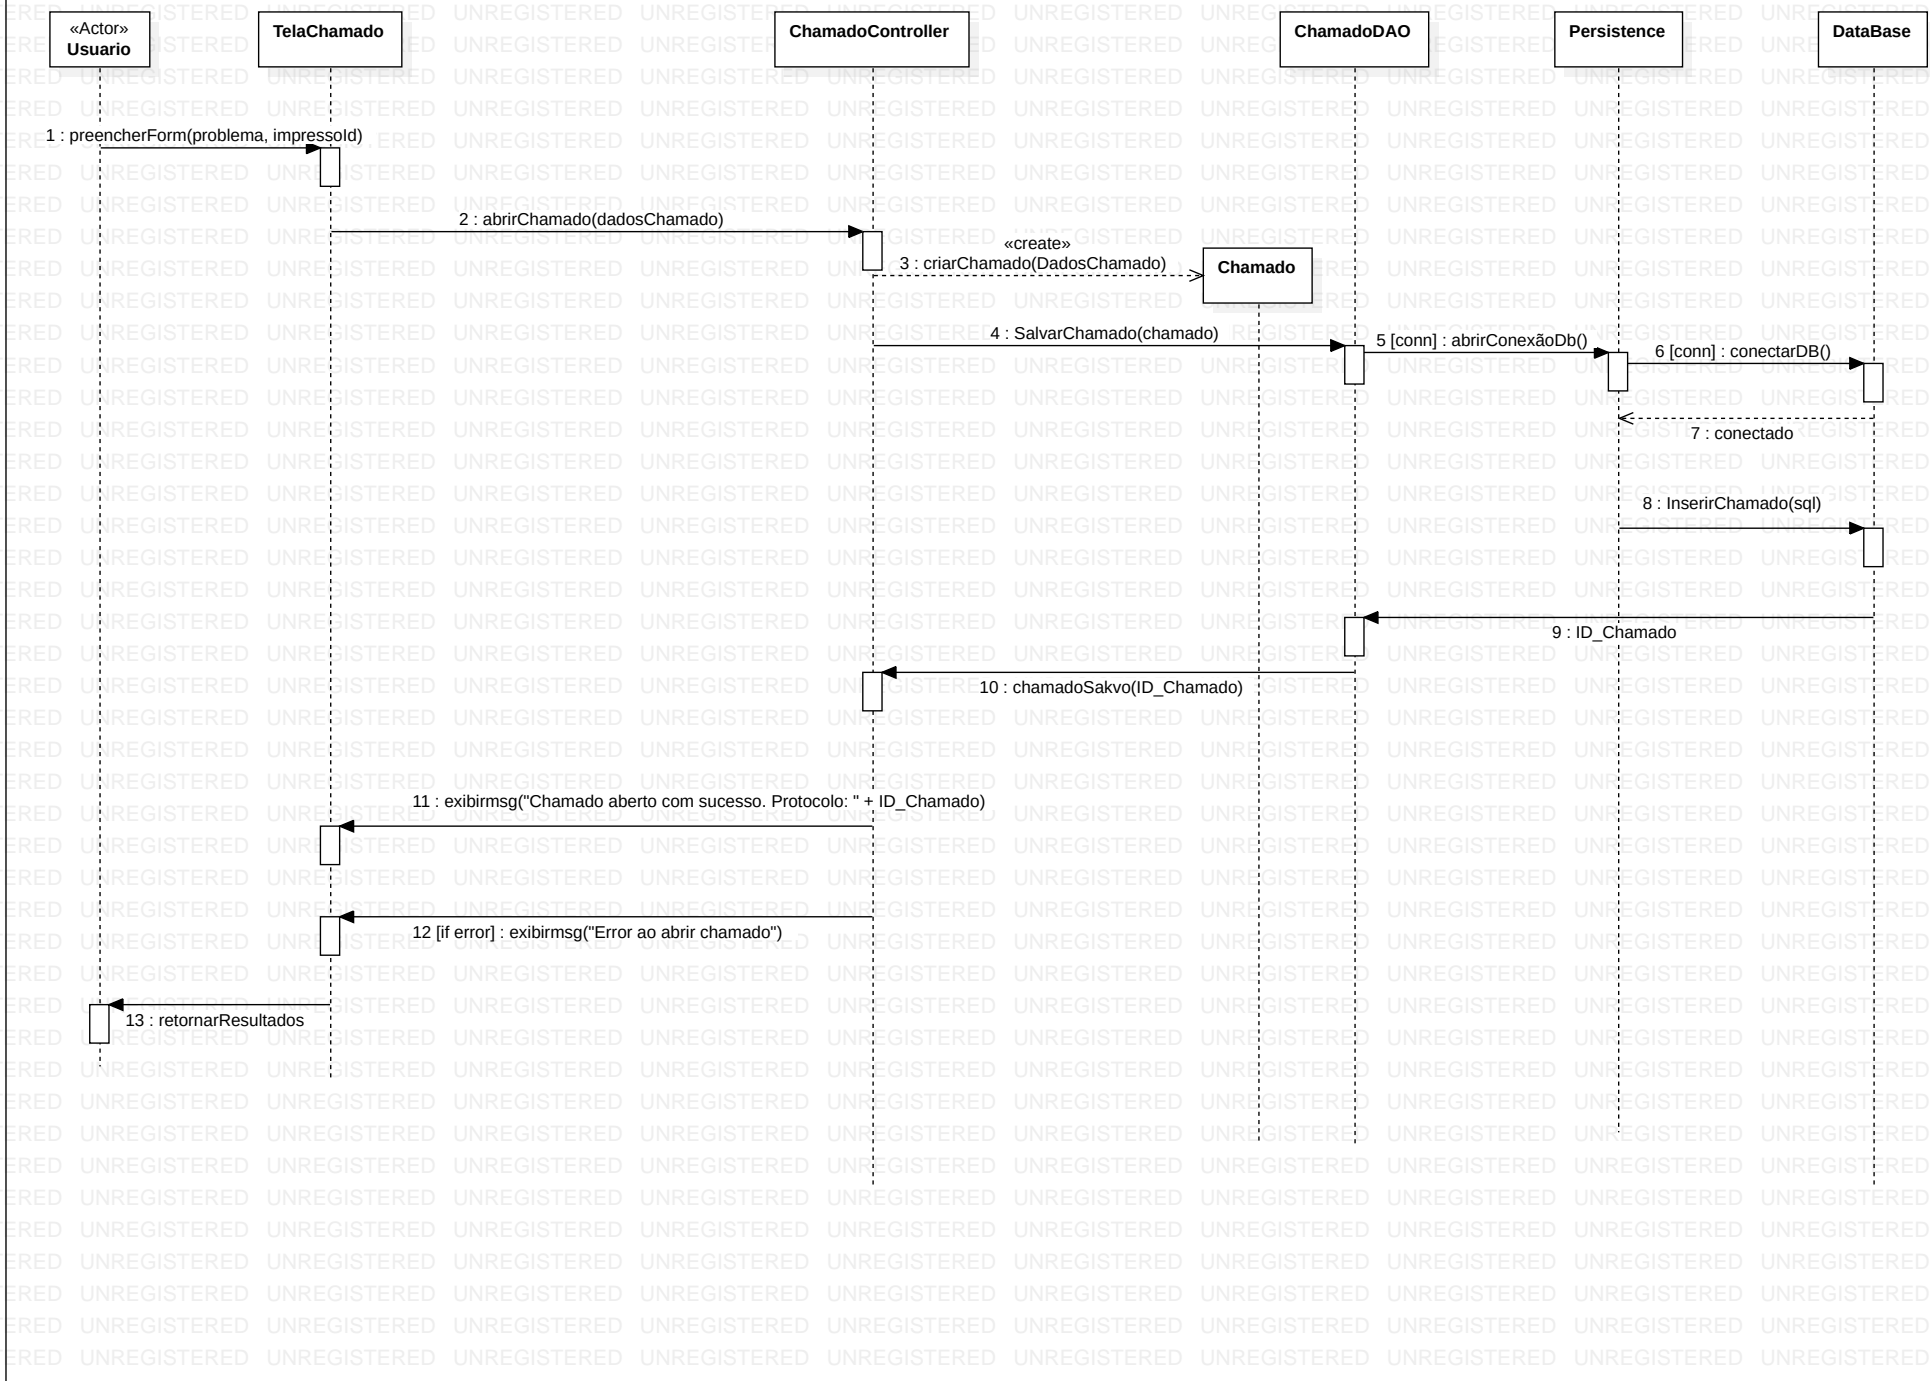 «Actor»
Usuario
TelaChamado
ChamadoController
ChamadoDAO
Persistence
DataBase
1 : preencherForm(problema, impressoId)
2 : abrirChamado(dadosChamado)
«create»
3 : criarChamado(DadosChamado)
Chamado
4 : SalvarChamado(chamado)
5 [conn] : abrirConexãoDb()
6 [conn] : conectarDB()
7 : conectado
8 : InserirChamado(sql)
9 : ID_Chamado
10 : chamadoSakvo(ID_Chamado)
11 : exibirmsg("Chamado aberto com sucesso. Protocolo: " + ID_Chamado)
12 [if error] : exibirmsg("Error ao abrir chamado")
13 : retornarResultados
UNREGISTERED